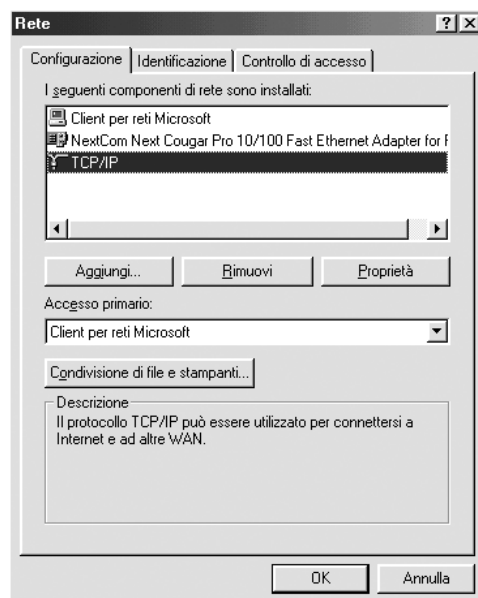 Rete
Configurazione Identificazione Controllo di accesso
I seguenti componenti di rete sono installati:
Client per reti Microsoft
NextCom Next Cougar Pro 10/100 Fast Ethernet Adapter for
TCP/IP
Aggiungi... Rimuovi Proprietà
Accesso primario:
Client per reti Microsoft
Condivisione di file e stampanti...
Descrizione
Il protocollo TCP/IP può essere utilizzato per connettersi a
Internet e ad altre WAN.
OK Annulla